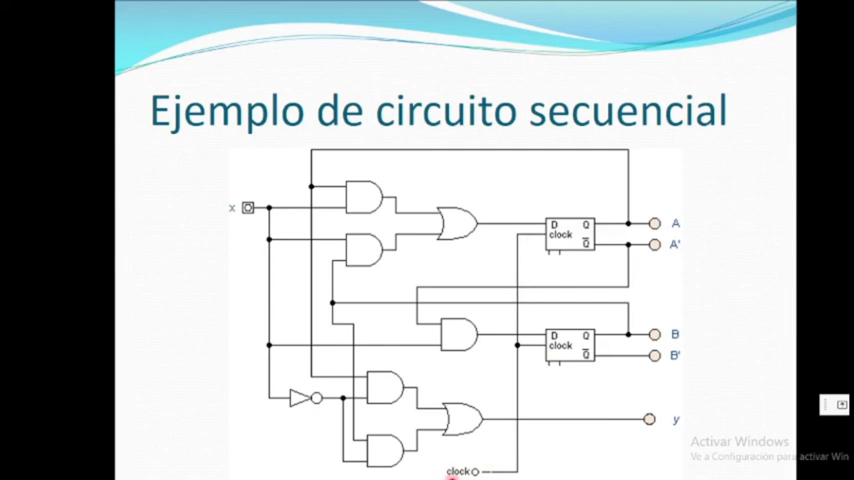 Ejemplo de circuito secuencial
x
D Q
clock Q
A
A'
D Q
clock Q
B
B'
y
clock
Activar Windows
Ve a Configuración para activar Win